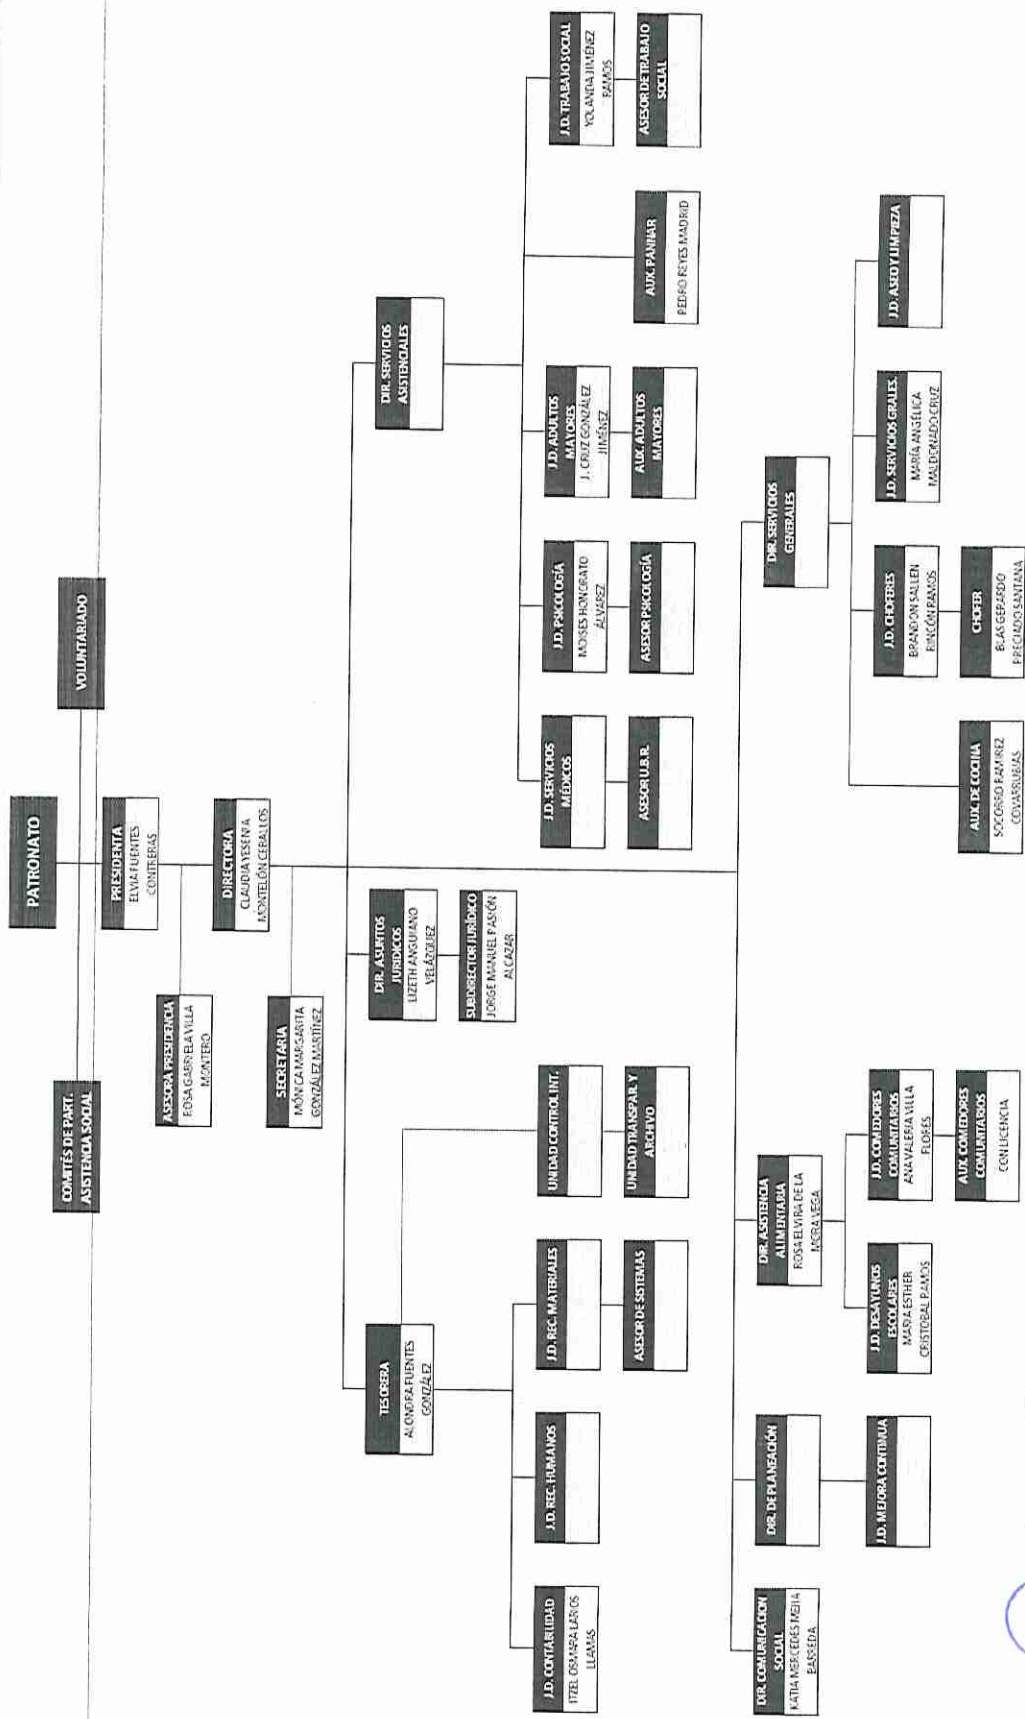 PATRONATO
COMITÉS DE PART.
ASISTENCIA SOCIAL
VOLUNTARIADO
PRESIDENTA
ELVIA FUENTES
CONTRERAS
ASESORA PRESIDENCIA
ROSA GABRIELA VILLA
MONTERO
DIRECTORA
CLAUDIA YESENIA
MONTELÓN CEBALLOS
SECRETARIA
MÓNICA MARGARITA
GONZÁLEZ MARTÍNEZ
TESORERA
ALONDRA FUENTES
GONZÁLEZ
DIR. ASUNTOS
JURIDICOS
LIZETH ANGUIANO
VELÁZQUEZ
SUBDIRECTOR JURÍDICO
JORGE MANUEL PASIÓN
ALCAZAR
DIR. SERVICIOS
ASISTENCIALES
J.D. CONTABILIDAD
ITZEL OSMARA LARIOS
LLAMAS
J.D. REC. HUMANOS
J.D. REC. MATERIALES
ASESOR DE SISTEMAS
UNIDAD CONTROL INT.
UNIDAD TRANSPAR. Y
ARCHIVO
J.D. SERVICIOS
MÉDICOS
ASESOR U.B.R.
J.D. PSICOLOGÍA
MOISES HONORATO
ÁLVAREZ
ASESOR PSICOLOGÍA
J.D. ADULTOS
MAYORES
J. CRUZ GONZÁLEZ
JIMÉNEZ
AUX. ADULTOS
MAYORES
AUX. PANNAR
PEDRO REYES MADRID
J.D. TRABAJO SOCIAL
YOLANDA JIMÉNEZ
RAMOS
ASESOR DE TRABAJO
SOCIAL
DIR. COMUNICACION
SOCIAL
KATIA MERCEDES MEJIA
BARREDA
DIR. DE PLANEACIÓN
J.D. MEJORA CONTINUA
DIR. ASISTENCIA
ALIMENTARIA
ROSA ELVIRA DE LA
MORA VEGA
J.D. DESAYUNOS
ESCOLARES
MARIA ESTHER
CRISTOBAL RAMOS
J.D. COMEDORES
COMUNITARIOS
ANA VALERIA VILLA
FLORES
AUX. COMEDORES
COMUNITARIOS
CON LICENCIA
DIR. SERVICIOS
GENERALES
AUX. DE COCINA
SOCORRO RAMIREZ
COVARRUBIAS
J.D. CHOFERES
BRANDON SALLEN
RINCÓN RAMOS
CHOFER
BLAS GERARDO
PRECIADO SANTANA
J.D. SERVICIOS GRALES.
MARÍA ANGÉLICA
MALDONADO CRUZ
J.D. ASEO Y LIMPIEZA